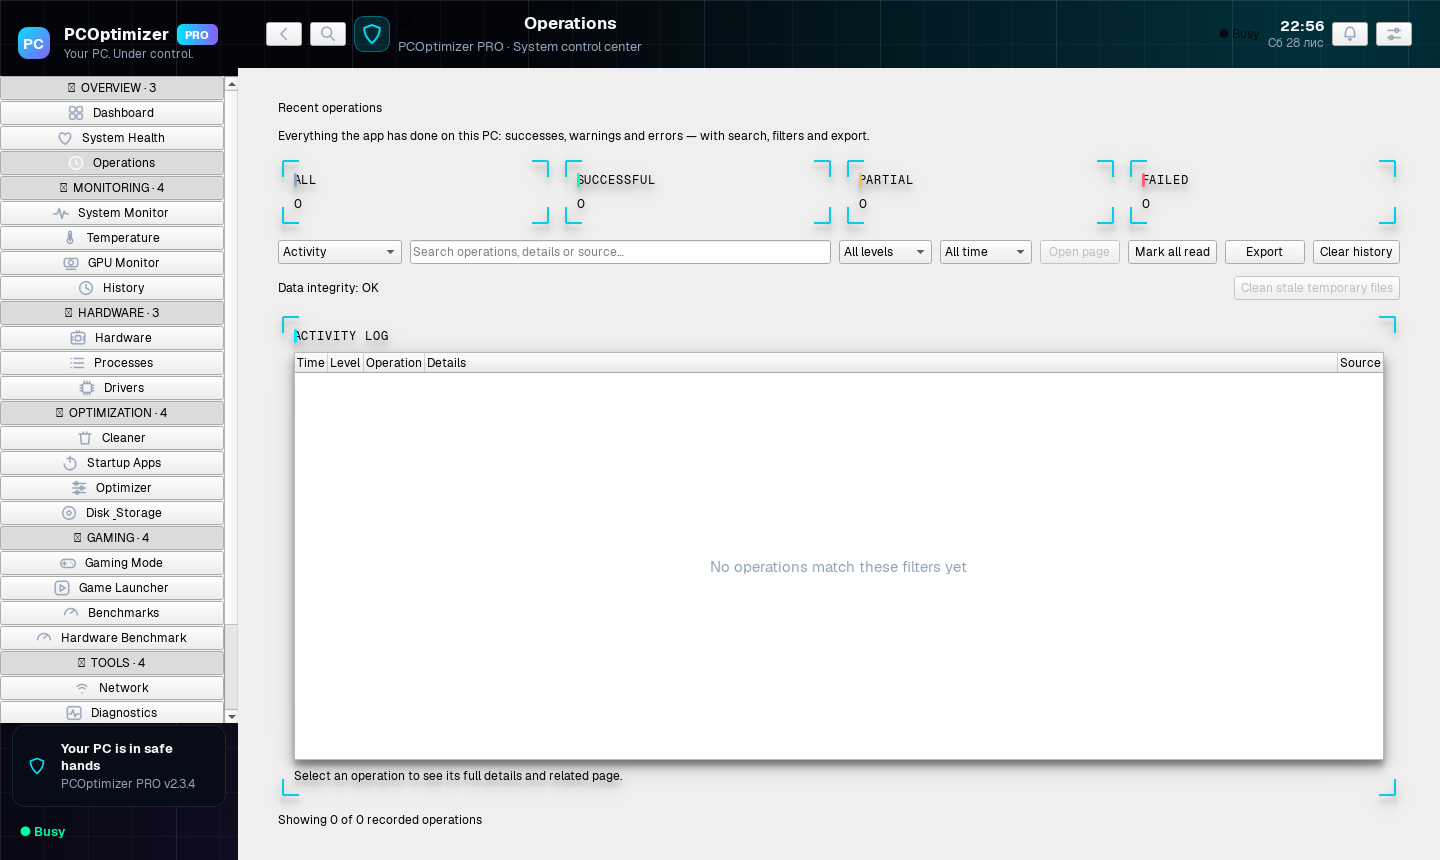 PC
PCOptimizer PRO
Your PC. Under control.
OVERVIEW · 3
Dashboard
System Health
Operations
MONITORING · 4
System Monitor
Temperature
GPU Monitor
History
HARDWARE · 3
Hardware
Processes
Drivers
OPTIMIZATION · 4
Cleaner
Startup Apps
Optimizer
Disk _Storage
GAMING · 4
Gaming Mode
Game Launcher
Benchmarks
Hardware Benchmark
TOOLS · 4
Network
Diagnostics
Your PC is in safe
hands
PCOptimizer PRO v2.3.4
● Busy
Operations
PCOptimizer PRO · System control center
● Busy
22:56
Сб 28 лис
Recent operations
Everything the app has done on this PC: successes, warnings and errors — with search, filters and export.
ALL
0
SUCCESSFUL
0
PARTIAL
0
FAILED
0
Activity
Search operations, details or source...
All levels
All time
Open page
Mark all read
Export
Clear history
Data integrity: OK
Clean stale temporary files
ACTIVITY LOG
Time Level Operation Details Source
No operations match these filters yet
Select an operation to see its full details and related page.
Showing 0 of 0 recorded operations